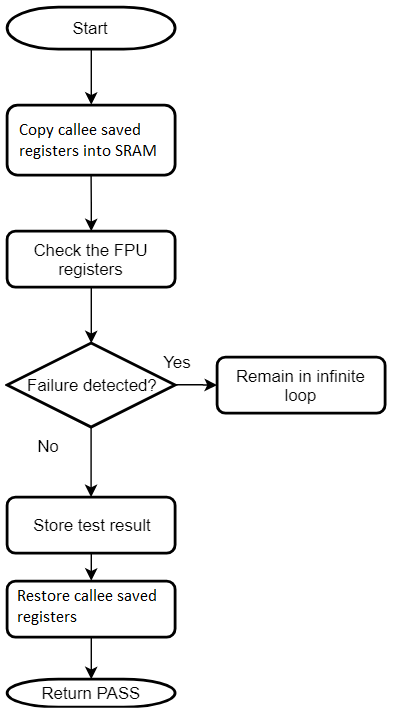 Start
Copy callee saved
registers into SRAM
Check the FPU
registers
Yes
Failure detected?
Remain in infinite
loop
No
Store test result
Restore callee saved
registers
Return PASS